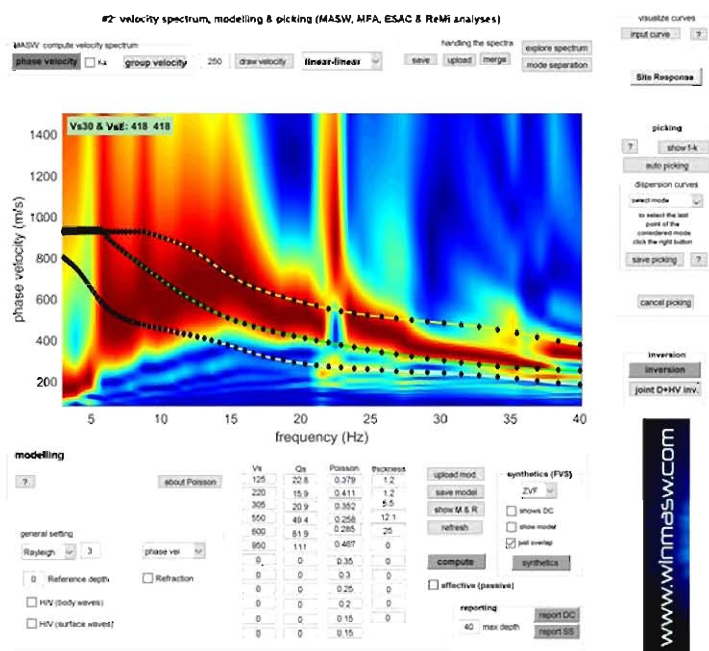 #2: velocity spectrum, modelling & picking (MASW, MFA, ESAC & ReMi analyses)
MASW: compute velocity spectrum
phase velocity
group velocity
250
draw velocity
linear-linear
handing the spectra
save
upload
merge
explore spectrum
mode separation
visualize curves
input curve
?
Site Response
picking
?
show f-k
auto picking
dispersion curves
select mode
to select the last
point of the
considered mode
click the right button
save picking
?
cancel picking
inversion
inversion
joint D+HV inv.
www.winmasw.com
Vs30 & VsE: 418 418
phase velocity (m/s)
1400
1200
1000
800
600
400
200
5 10 15 20 25 30 35 40
frequency (Hz)
modelling
?
about Poisson
general setting
Rayleigh 3 phase vel
0 Reference depth
Refraction
H/V (body waves)
H/V (surface waves)
Vs Qs Poisson thickness
125 22.8 0.379 1.2
220 15.9 0.411 1.2
305 20.9 0.352 5.5
550 49.4 0.258 12.1
600 61.9 0.285 25
950 111 0.467 0
0 0 0.35 0
0 0 0.3 0
0 0 0.25 0
0 0 0.2 0
0 0 0.15 0
0 0 0.15
upload mod.
save model
show M & R
refresh
compute
affective (passive)
synthetics (FVS)
ZVF
shows DC
show model
just overlap
synthetics
reporting
40 max depth
report DC
report SS